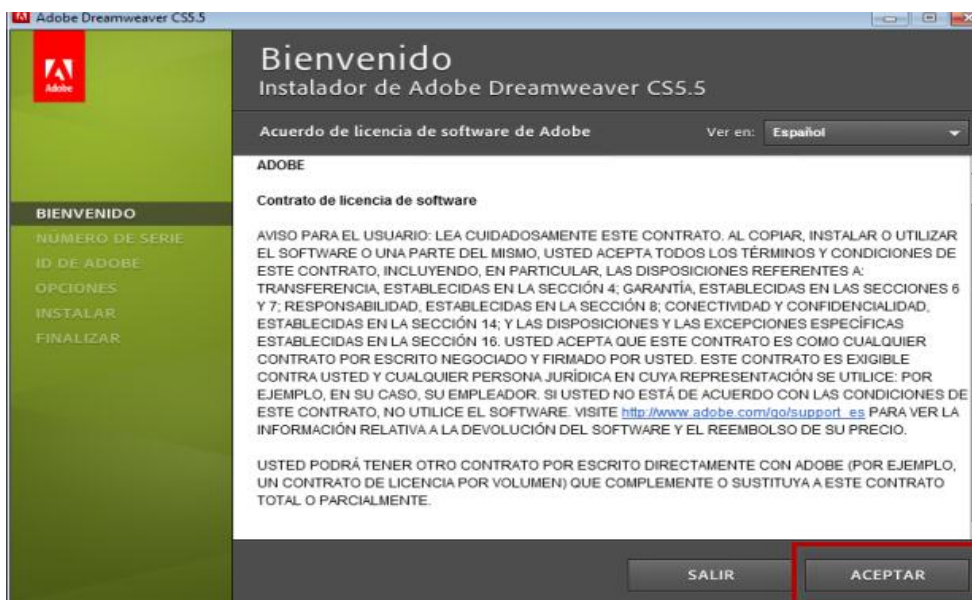 Adobe Dreamweaver CS5.5
Adobe
Bienvenido
Instalador de Adobe Dreamweaver CS5.5
Acuerdo de licencia de software de Adobe
Ver en: Español
BIENVENIDO
NÚMERO DE SERIE
ID DE ADOBE
OPCIONES
INSTALAR
FINALIZAR
ADOBE
Contrato de licencia de software
AVISO PARA EL USUARIO: LEA CUIDADOSAMENTE ESTE CONTRATO. AL COPIAR, INSTALAR O UTILIZAR
EL SOFTWARE O UNA PARTE DEL MISMO, USTED ACEPTA TODOS LOS TÉRMINOS Y CONDICIONES DE
ESTE CONTRATO, INCLUYENDO, EN PARTICULAR, LAS DISPOSICIONES REFERENTES A:
TRANSFERENCIA, ESTABLECIDAS EN LA SECCIÓN 4; GARANTÍA, ESTABLECIDAS EN LAS SECCIONES 6
Y 7; RESPONSABILIDAD, ESTABLECIDAS EN LA SECCIÓN 8; CONECTIVIDAD Y CONFIDENCIALIDAD,
ESTABLECIDAS EN LA SECCIÓN 14; Y LAS DISPOSICIONES Y LAS EXCEPCIONES ESPECÍFICAS
ESTABLECIDAS EN LA SECCIÓN 16. USTED ACEPTA QUE ESTE CONTRATO ES COMO CUALQUIER
CONTRATO POR ESCRITO NEGOCIADO Y FIRMADO POR USTED. ESTE CONTRATO ES EXIGIBLE
CONTRA USTED Y CUALQUIER PERSONA JURÍDICA EN CUYA REPRESENTACIÓN SE UTILICE: POR
EJEMPLO, EN SU CASO, SU EMPLEADOR. SI USTED NO ESTÁ DE ACUERDO CON LAS CONDICIONES DE
ESTE CONTRATO, NO UTILICE EL SOFTWARE. VISITE http://www.adobe.com/go/support_es PARA VER LA
INFORMACIÓN RELATIVA A LA DEVOLUCIÓN DEL SOFTWARE Y EL REEMBOLSO DE SU PRECIO.
USTED PODRÁ TENER OTRO CONTRATO POR ESCRITO DIRECTAMENTE CON ADOBE (POR EJEMPLO,
UN CONTRATO DE LICENCIA POR VOLUMEN) QUE COMPLEMENTE O SUSTITUYA A ESTE CONTRATO
TOTAL O PARCIALMENTE.
SALIR
ACEPTAR